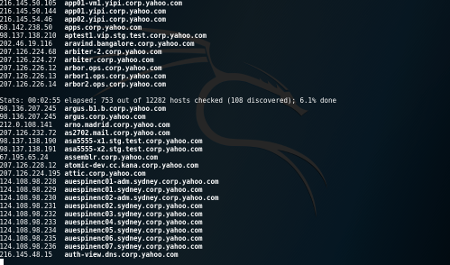 216.145.50.105 app01-vm1.yipi.corp.yahoo.com
216.145.50.144 app01.yipi.corp.yahoo.com
216.145.54.46 app02.yipi.corp.yahoo.com
68.142.238.50 apps.corp.yahoo.com
98.137.138.210 aptest1.vip.stg.test.corp.yahoo.com
202.46.19.116 aravind.bangalore.corp.yahoo.com
207.126.224.68 arbiter-2.corp.yahoo.com
207.126.224.27 arbiter.corp.yahoo.com
207.126.226.12 arbor.ops.corp.yahoo.com
207.126.226.13 arbor1.ops.corp.yahoo.com
207.126.226.14 arbor2.ops.corp.yahoo.com
Stats: 00:02:55 elapsed; 753 out of 12282 hosts checked (108 discovered); 6.1% done
98.136.207.245 argus.b1.b.corp.yahoo.com
98.136.207.245 argus.corp.yahoo.com
212.0.108.141 arno.madrid.corp.yahoo.com
207.126.232.72 as2702.mail.corp.yahoo.com
98.137.138.190 asa5555-x1.stg.test.corp.yahoo.com
98.137.138.191 asa5555-x2.stg.test.corp.yahoo.com
67.195.65.24 assemblr.corp.yahoo.com
207.126.228.12 atomic-dev.cc.kana.corp.yahoo.com
207.126.224.195 attic.corp.yahoo.com
124.108.98.228 auespinenc01-adm.sydney.corp.yahoo.com
124.108.98.229 auespinenc01.sydney.corp.yahoo.com
124.108.98.230 auespinenc02-adm.sydney.corp.yahoo.com
124.108.98.231 auespinenc02.sydney.corp.yahoo.com
124.108.98.232 auespinenc03.sydney.corp.yahoo.com
124.108.98.233 auespinenc04.sydney.corp.yahoo.com
124.108.98.234 auespinenc05.sydney.corp.yahoo.com
124.108.98.235 auespinenc06.sydney.corp.yahoo.com
124.108.98.236 auespinenc07.sydney.corp.yahoo.com
216.145.48.15 auth-view.dns.corp.yahoo.com